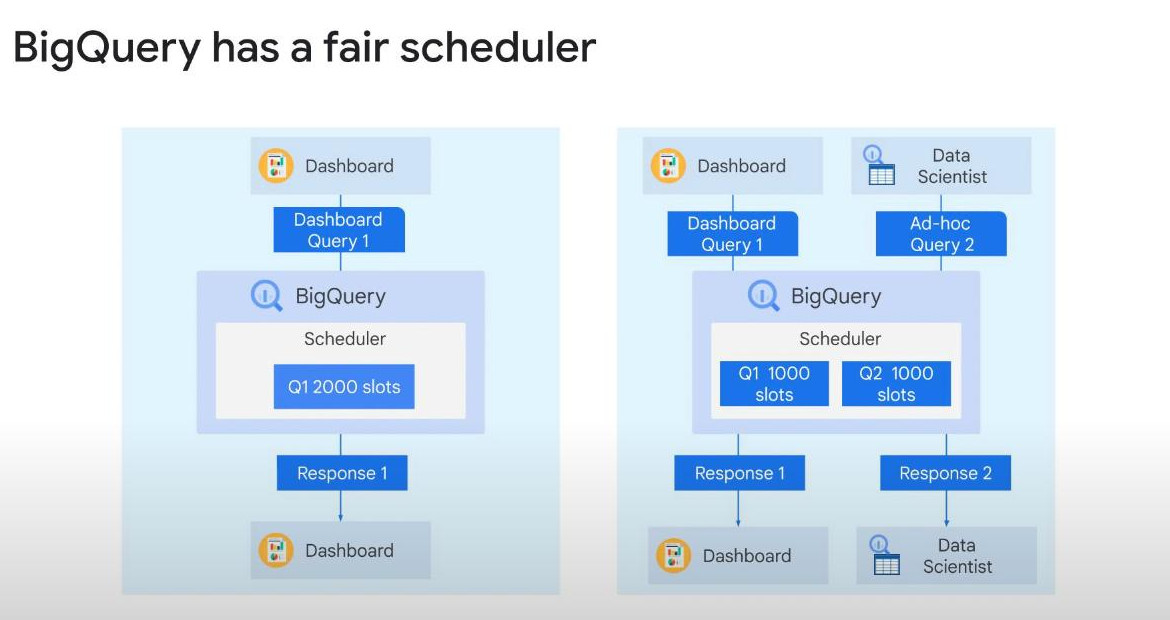 BigQuery has a fair scheduler
Dashboard
Dashboard
Query 1
BigQuery
Scheduler
Q1 2000 slots
Response 1
Dashboard
Dashboard
Data
Scientist
Dashboard
Query 1
Ad-hoc
Query 2
BigQuery
Scheduler
Q1 1000
slots
Q2 1000
slots
Response 1
Response 2
Dashboard
Data
Scientist